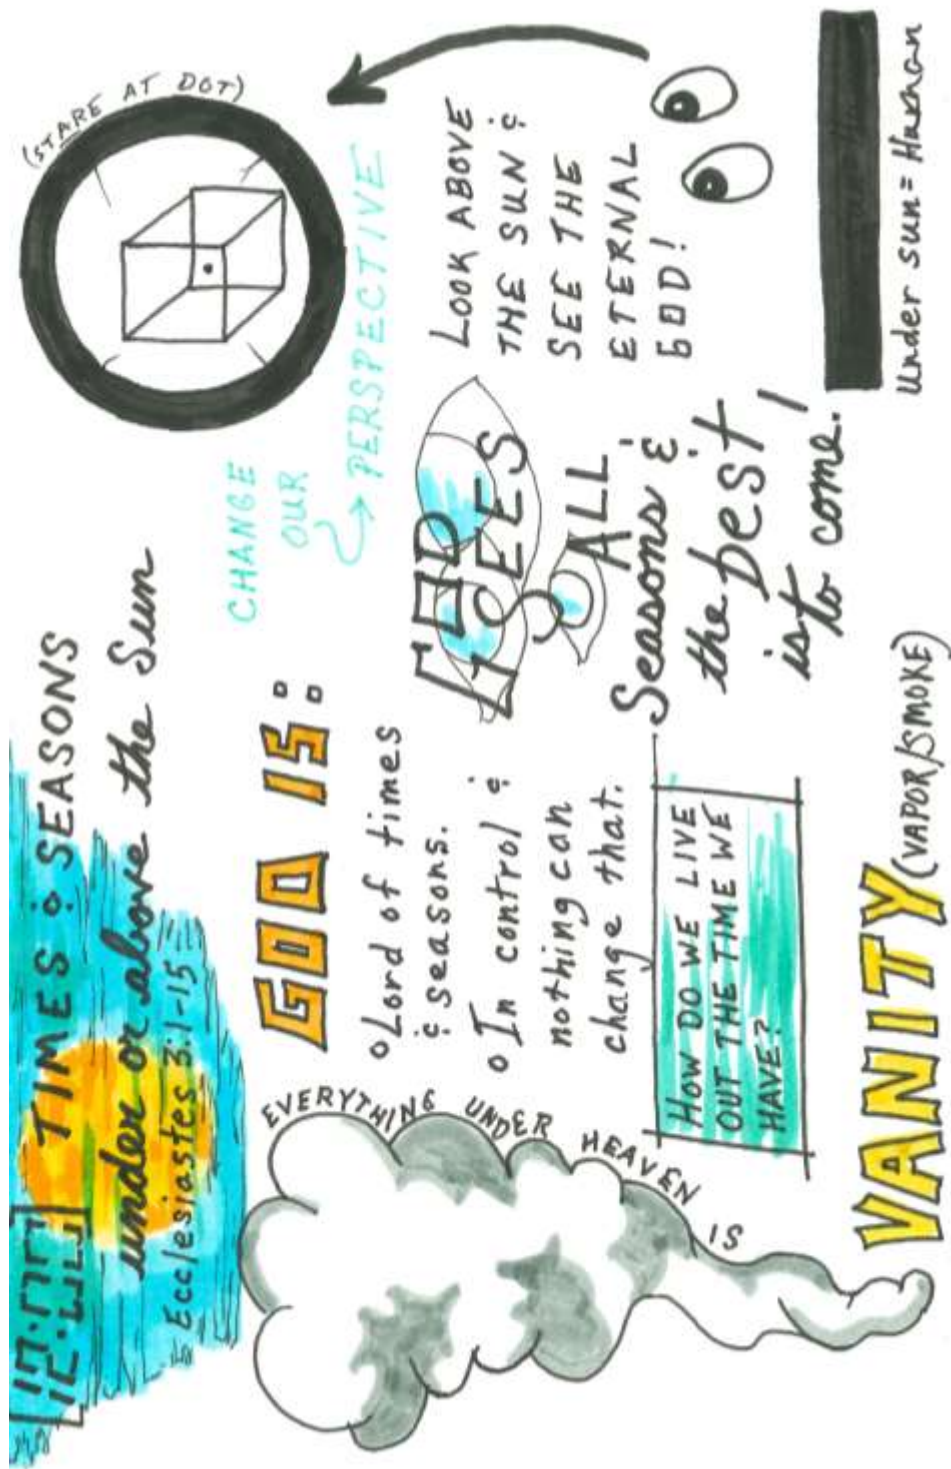 12:00
TIMES & SEASONS
under or above the Sun
Ecclesiastes 3:1-15
EVERYTHING UNDER HEAVEN IS
VANITY (VAPOR/SMOKE)
GOD IS:
Lord of times
& seasons.
In control &
nothing can
change that.
HOW DO WE LIVE
OUT THE TIME WE
HAVE?
CHANGE
OUR
PERSPECTIVE
(STARE AT DOT)
GOD
SEES
ALL
Seasons &
the best
is to come!
LOOK ABOVE
THE SUN &
SEE THE
ETERNAL
GOD!
Under sun = Human